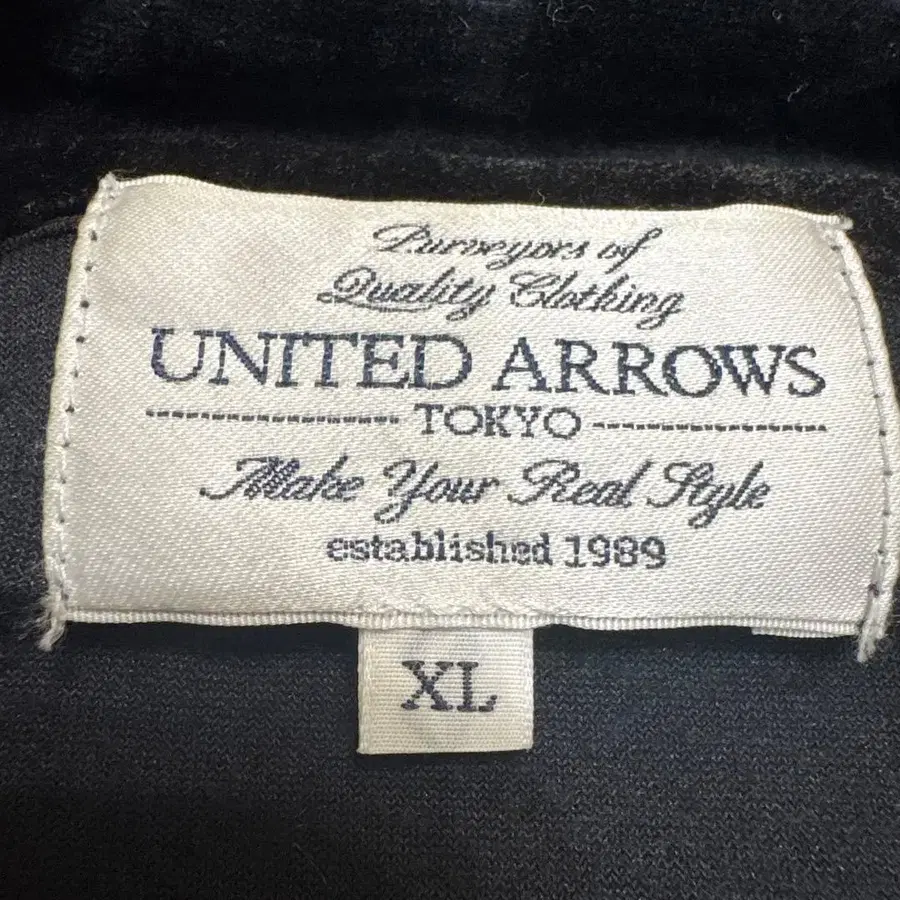 Purveyors of
Quality Clothing
UNITED ARROWS
TOKYO
Make Your Real Style
established 1989
XL